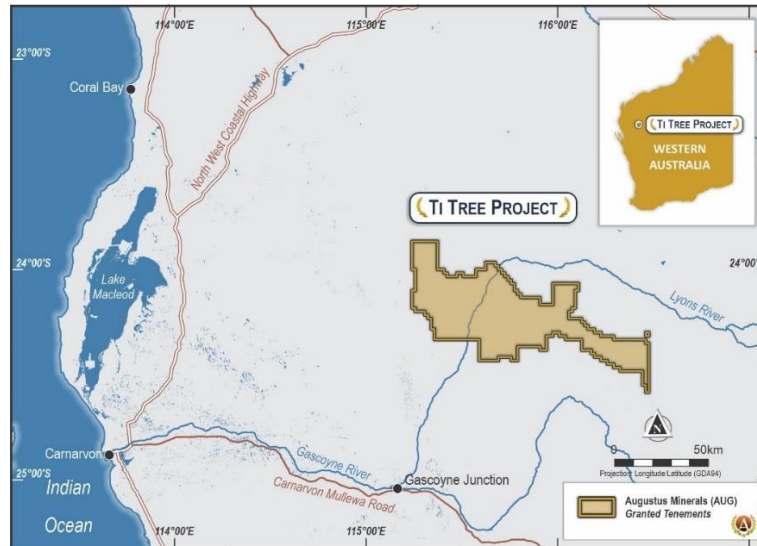 114°00'E
115°00'E
116°00'E
23°00'S
Coral Bay
North West Coastal Highway
TI TREE PROJECT
WESTERN
AUSTRALIA
TI TREE PROJECT
24°00'S
24°00'
Lake
Macleod
Lyons River
Carnarvon
Gascoyne River
Carnarvon Mullewa Road
Gascoyne Junction
25°00'S
Indian
Ocean
N
0
50km
Projection: Longitude/Latitude (GDA94)
Augustus Minerals (AUG)
Granted Tenements
114°00'E
115°00'E